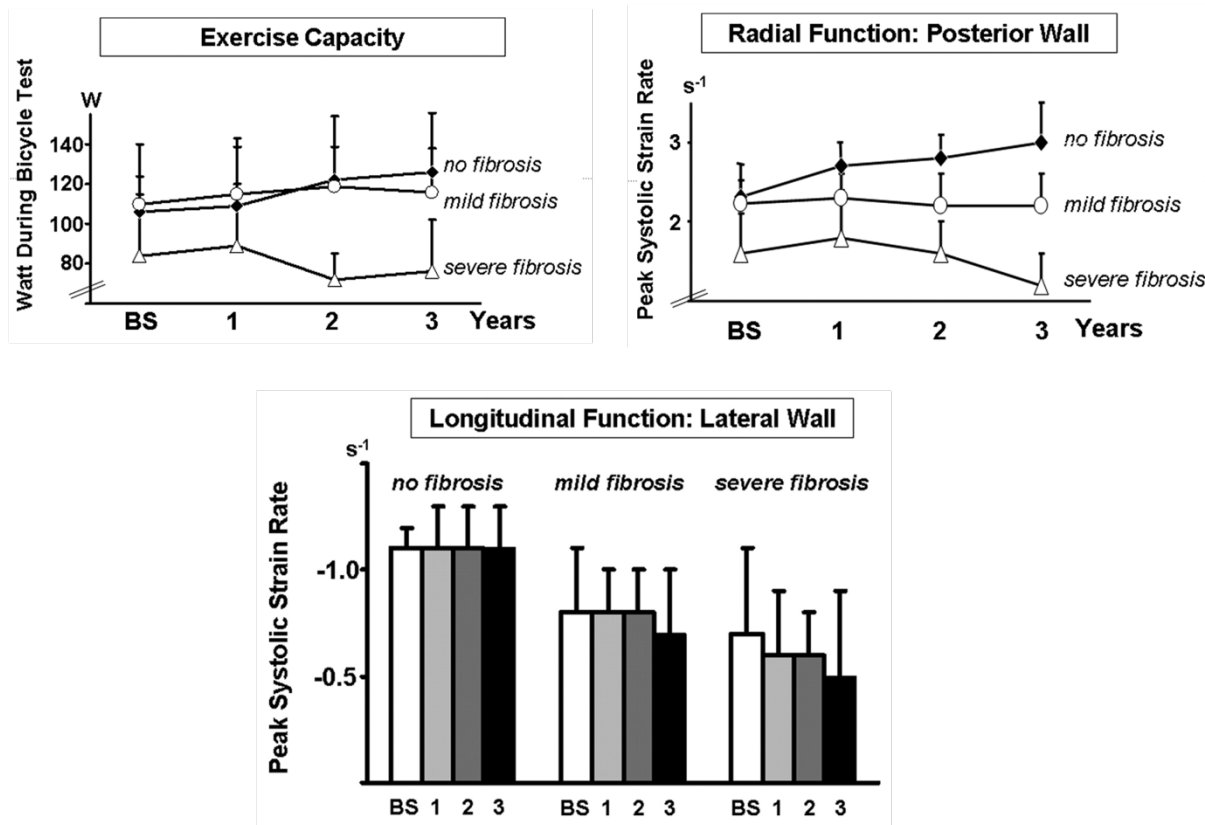 Exercise Capacity
Watt During Bicycle Test
W
140
120
100
80
no fibrosis
mild fibrosis
severe fibrosis
BS 1 2 3 Years
Radial Function: Posterior Wall
Peak Systolic Strain Rate
s⁻¹
3
2
no fibrosis
mild fibrosis
severe fibrosis
BS 1 2 3 Years
Longitudinal Function: Lateral Wall
Peak Systolic Strain Rate
s⁻¹
no fibrosis mild fibrosis severe fibrosis
-1.0
-0.5
BS 1 2 3 BS 1 2 3 BS 1 2 3